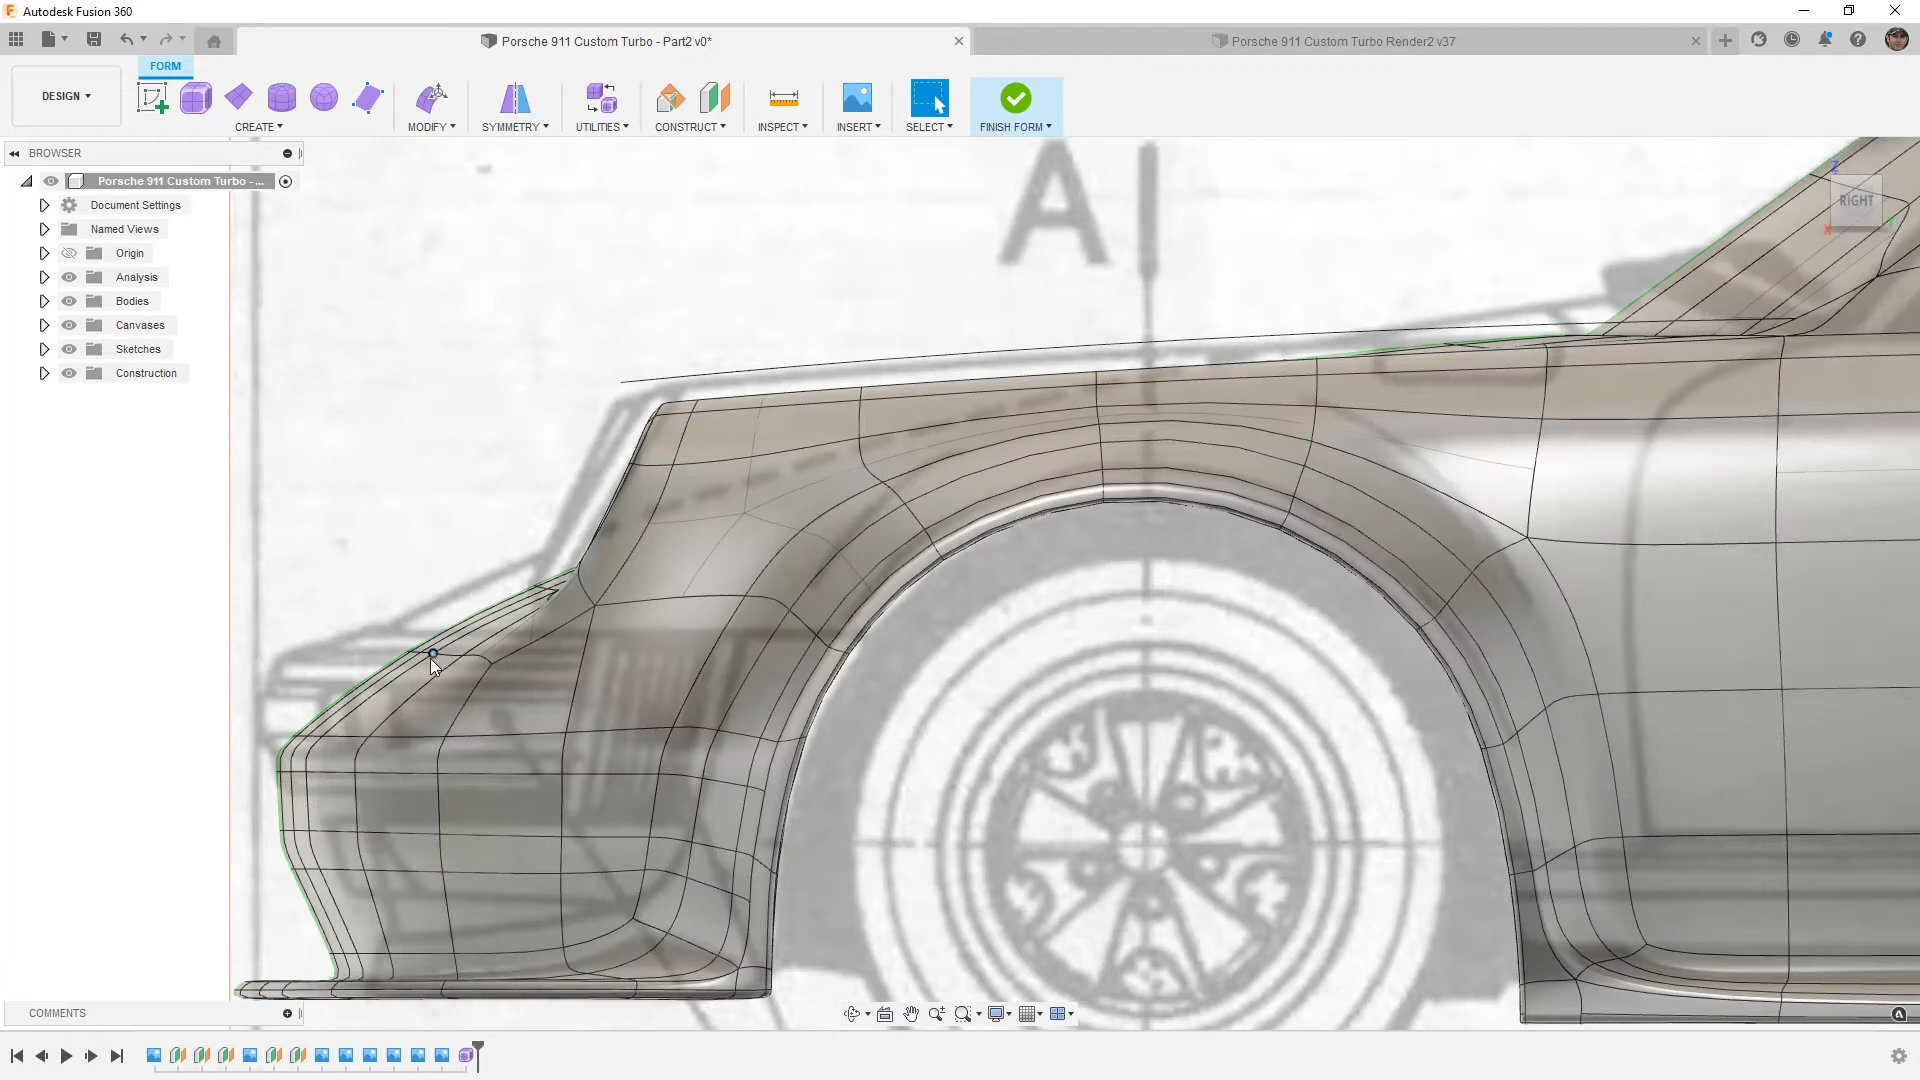 Autodesk Fusion 360
Porsche 911 Custom Turbo - Part2 v0*
Porsche 911 Custom Turbo Render2 v37
FORM
DESIGN
CREATE
MODIFY
SYMMETRY
UTILITIES
CONSTRUCT
INSPECT
INSERT
SELECT
FINISH FORM
BROWSER
Porsche 911 Custom Turbo - ...
Document Settings
Named Views
Origin
Analysis
Bodies
Canvases
Sketches
Construction
A
Z
RIGHT
X
COMMENTS